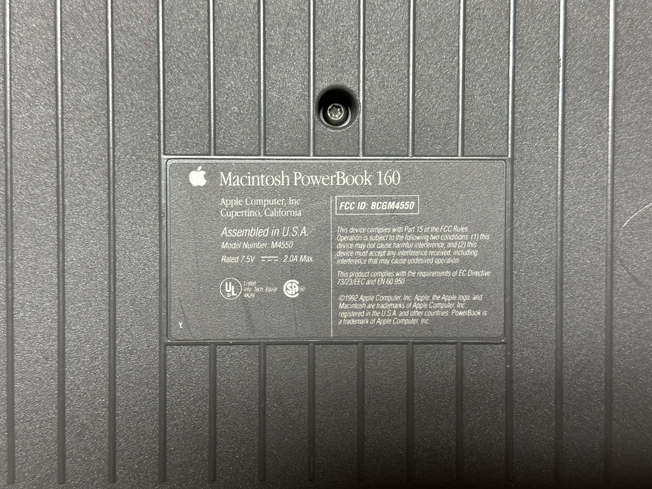 Macintosh PowerBook 160
Apple Computer, Inc
Cupertino, California
Assembled in U.S.A.
Model Number: M4550
Rated 7.5V 2.0A Max.
UL
Listed
SA
FCC ID: BCGM4550
This device complies with Part 15 of the FCC Rules.
Operation is subject to the following two conditions: (1) this
device may not cause harmful interference, and (2) this
device must accept any interference received, including
interference that may cause undesired operation.
This product complies with the requirements of EC Directive
73/23/EEC and EN 60 950
©1992 Apple Computer, Inc. Apple, the Apple logo, and
Macintosh are trademarks of Apple Computer, Inc.
registered in the U.S.A. and other countries. PowerBook is
a trademark of Apple Computer, Inc.